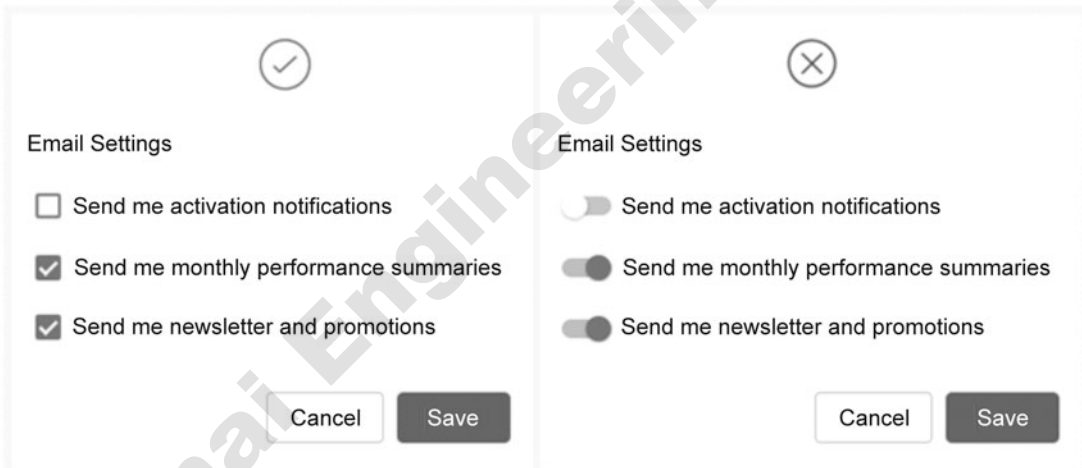 Email Settings
Send me activation notifications
Send me monthly performance summaries
Send me newsletter and promotions
Cancel Save
Email Settings
Send me activation notifications
Send me monthly performance summaries
Send me newsletter and promotions
Cancel Save